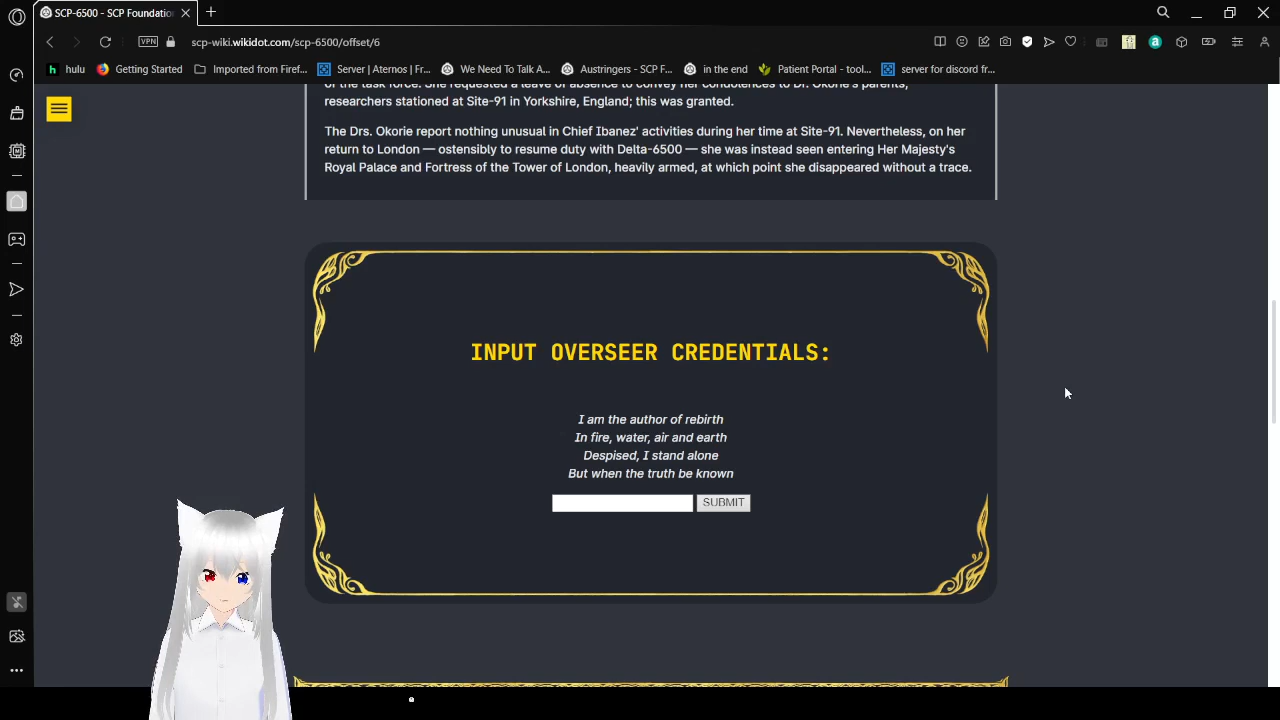 SCP-6500 - SCP Foundatio
scp-wiki.wikidot.com/scp-6500/offset/6
VPN
hulu
Getting Started
Imported from Firef...
Server | Aternos | Fr...
We Need To Talk A...
Austringers - SCP F...
in the end
Patient Portal - tool...
server for discord fr...
researchers stationed at Site-91 in Yorkshire, England; this was granted.
The Drs. Okorie report nothing unusual in Chief Ibanez' activities during her time at Site-91. Nevertheless, on her
return to London — ostensibly to resume duty with Delta-6500 — she was instead seen entering Her Majesty's
Royal Palace and Fortress of the Tower of London, heavily armed, at which point she disappeared without a trace.
INPUT OVERSEER CREDENTIALS:
I am the author of rebirth
In fire, water, air and earth
Despised, I stand alone
But when the truth be known
SUBMIT